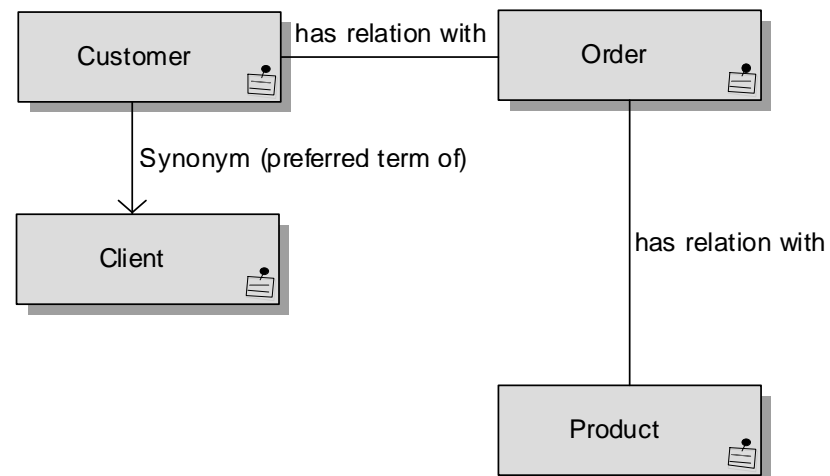 Customer
has relation with
Order
Synonym (preferred term of)
Client
has relation with
Product